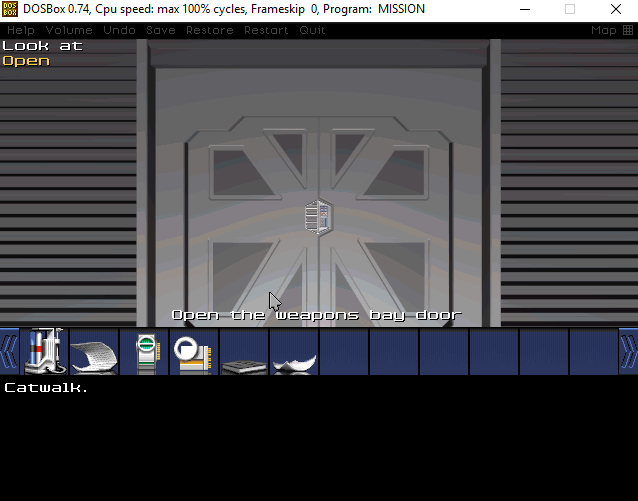 DOSBox 0.74, Cpu speed: max 100% cycles, Frameskip 0, Program: MISSION
Help Volume Undo Save Restore Restart Quit Map
Look at
Open
Open the weapons bay door
Catwalk.